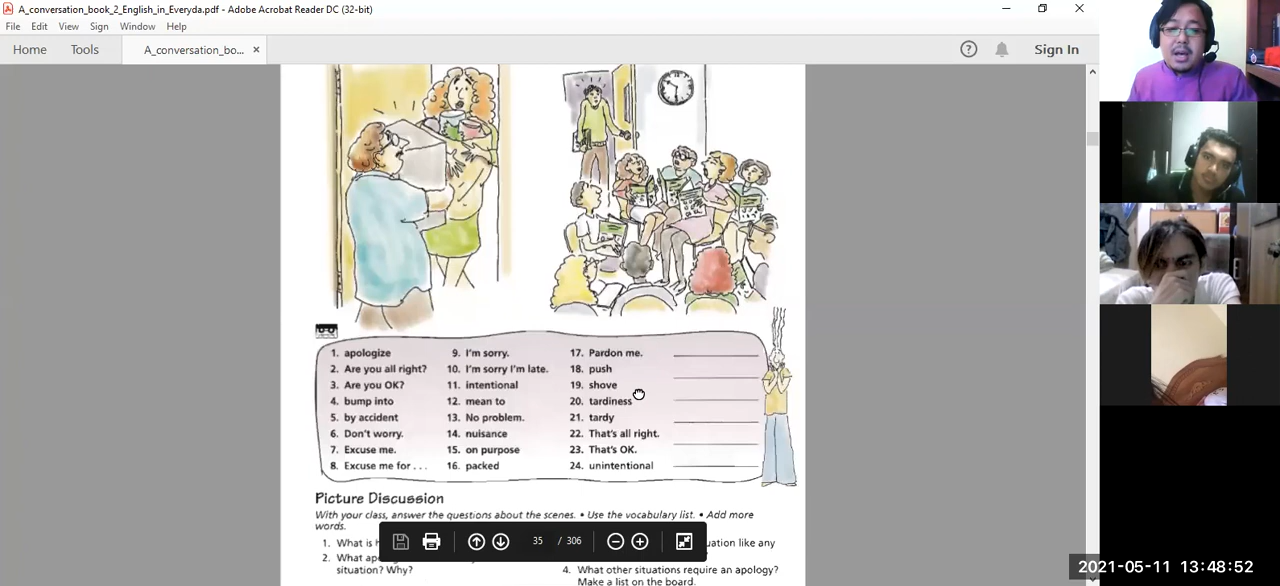 A_conversation_book_2_English_in_Everyda.pdf - Adobe Acrobat Reader DC (32-bit)
File Edit View Sign Window Help
Home Tools A_conversation_bo... × Sign In
1. apologize
2. Are you all right?
3. Are you OK?
4. bump into
5. by accident
6. Don't worry.
7. Excuse me.
8. Excuse me for . . .
9. I'm sorry.
10. I'm sorry I'm late.
11. intentional
12. mean to
13. No problem.
14. nuisance
15. on purpose
16. packed
17. Pardon me.
18. push
19. shove
20. tardiness
21. tardy
22. That's all right.
23. That's OK.
24. unintentional
Picture Discussion
With your class, answer the questions about the scenes. • Use the vocabulary list. • Add more
words.
1. What is
2. What
situation? Why?
like any
4. What other situations require an apology?
Make a list on the board.
35 / 306
2021-05-11 13:48:52